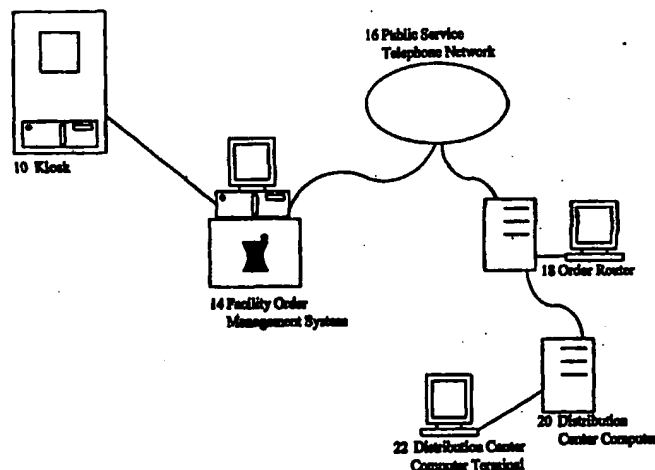 16 Public Service
Telephone Network
10 Kiosk
14 Facility Order
Management System
18 Order Router
20 Distribution
Center Computer
22 Distribution Center
Computer Terminal